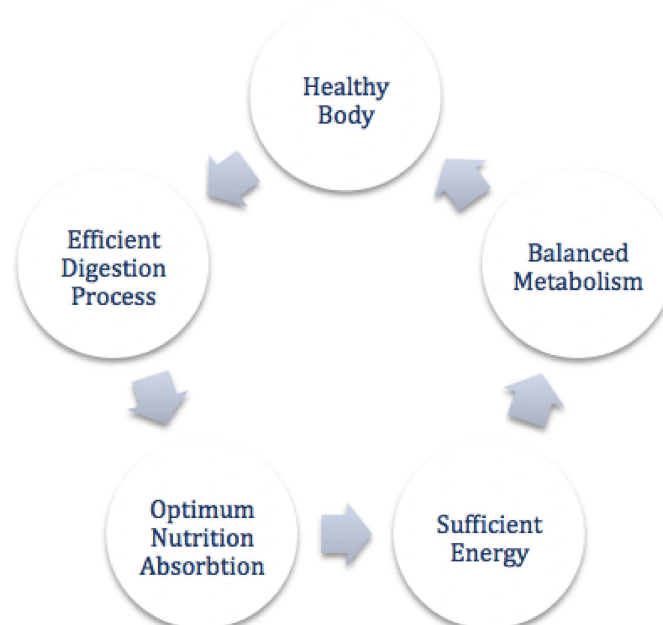 Healthy
Body
Efficient
Digestion
Process
Optimum
Nutrition
Absorbtion
Sufficient
Energy
Balanced
Metabolism